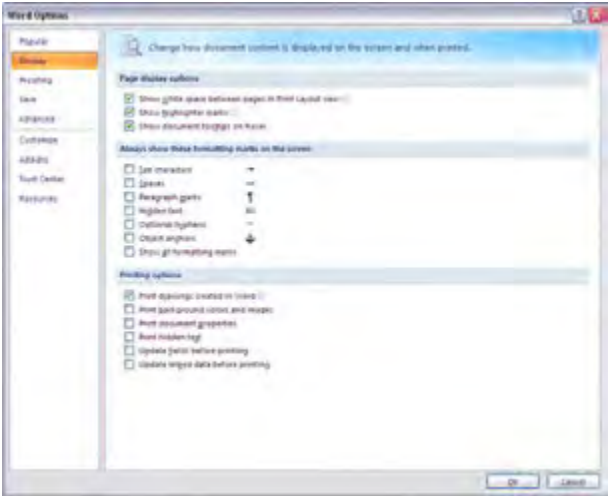 Word Options
Popular
Display
Proofing
Save
Advanced
Customize
Add-Ins
Trust Center
Resources
Change how document content is displayed on the screen and when printed.
Page display options
Show white space between pages in Print Layout view
Show highlighter marks
Show document tooltips on hover
Always show these formatting marks on the screen
Tab characters →
Spaces ...
Paragraph marks ¶
Hidden text
Optional hyphens ¬
Object anchors
Show all formatting marks
Printing options
Print drawings created in Word
Print background colors and images
Print document properties
Print hidden text
Update fields before printing
Update linked data before printing
OK Cancel